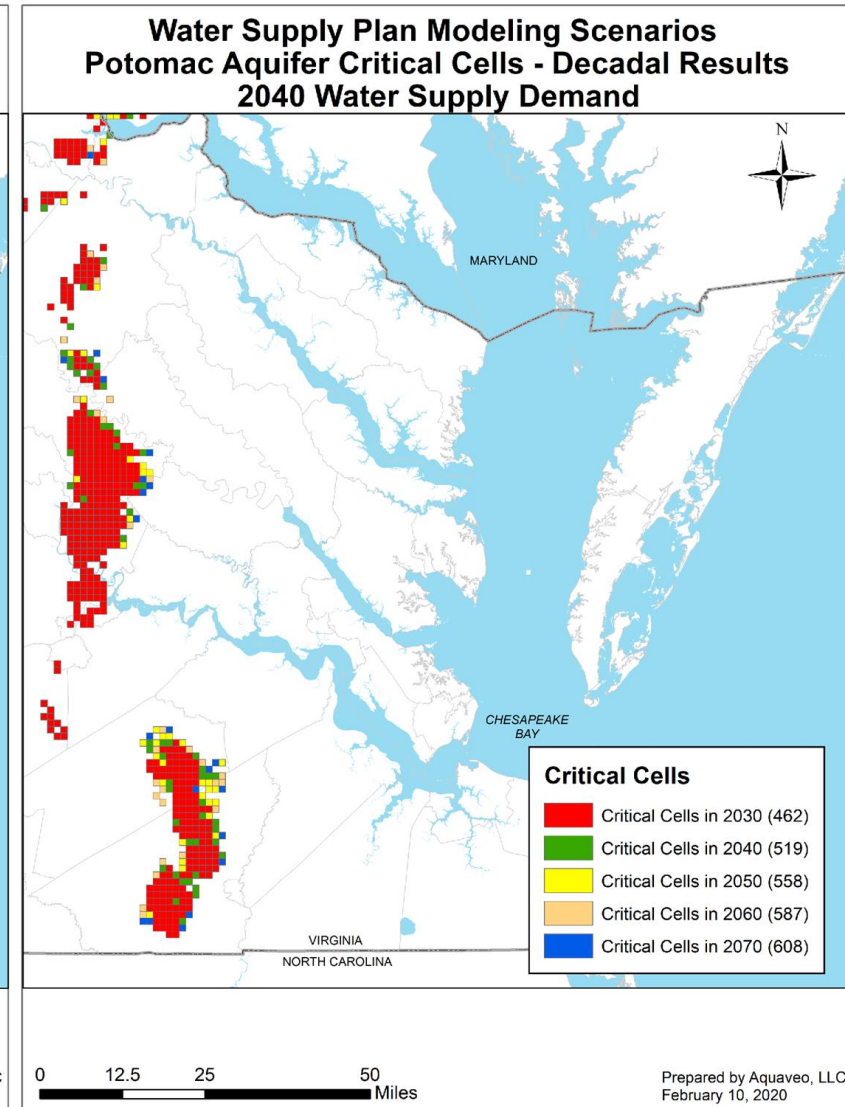 Water Supply Plan Modeling Scenarios
Potomac Aquifer Critical Cells - Decadal Results
2040 Water Supply Demand
N
MARYLAND
CHESAPEAKE
BAY
Critical Cells
Critical Cells in 2030 (462)
Critical Cells in 2040 (519)
Critical Cells in 2050 (558)
Critical Cells in 2060 (587)
Critical Cells in 2070 (608)
VIRGINIA
NORTH CAROLINA
0 12.5 25 50
Miles
Prepared by Aquaveo, LLC
February 10, 2020